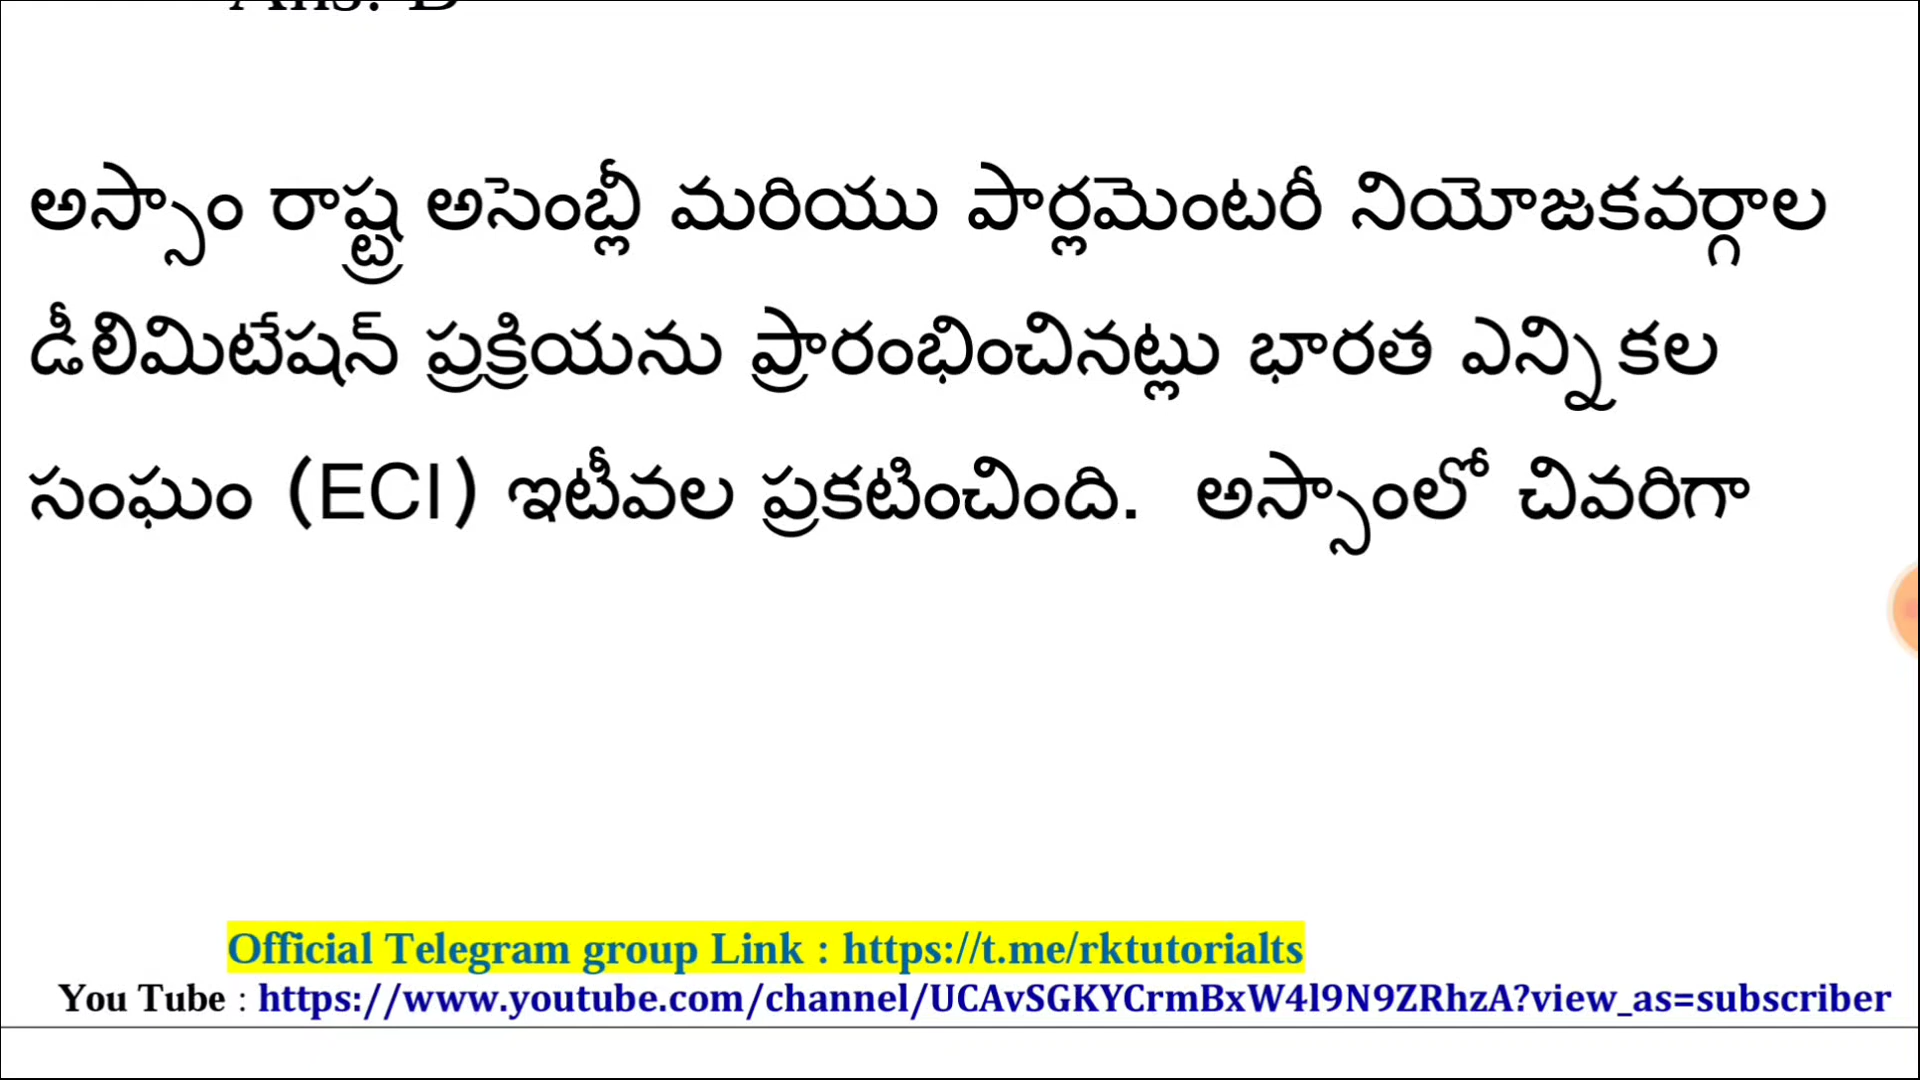 Ans: B
అస్సాం రాష్ట్ర అసెంబ్లీ మరియు పార్లమెంటరీ నియోజకవర్గాల
డీలిమిటేషన్ ప్రక్రియను ప్రారంభించినట్లు భారత ఎన్నికల
సంఘం (ECI) ఇటీవల ప్రకటించింది. అస్సాంలో చివరిగా
Official Telegram group Link : https://t.me/rktutorialts
You Tube : https://www.youtube.com/channel/UCAvSGKYCrmBxW4l9N9ZRhzA?view_as=subscriber